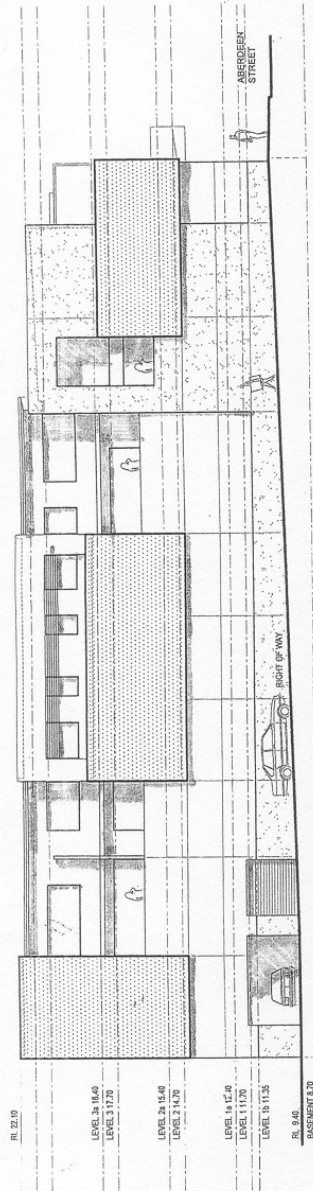 RL 22.10
LEVEL 3a 18.40
LEVEL 3 17.70
LEVEL 2a 15.40
LEVEL 2 14.70
LEVEL 1a 12.40
LEVEL 1 11.70
LEVEL 1b 11.35
RL 9.40
BASEMENT 8.70
RIGHT OF WAY
ABERDEEN
STREET